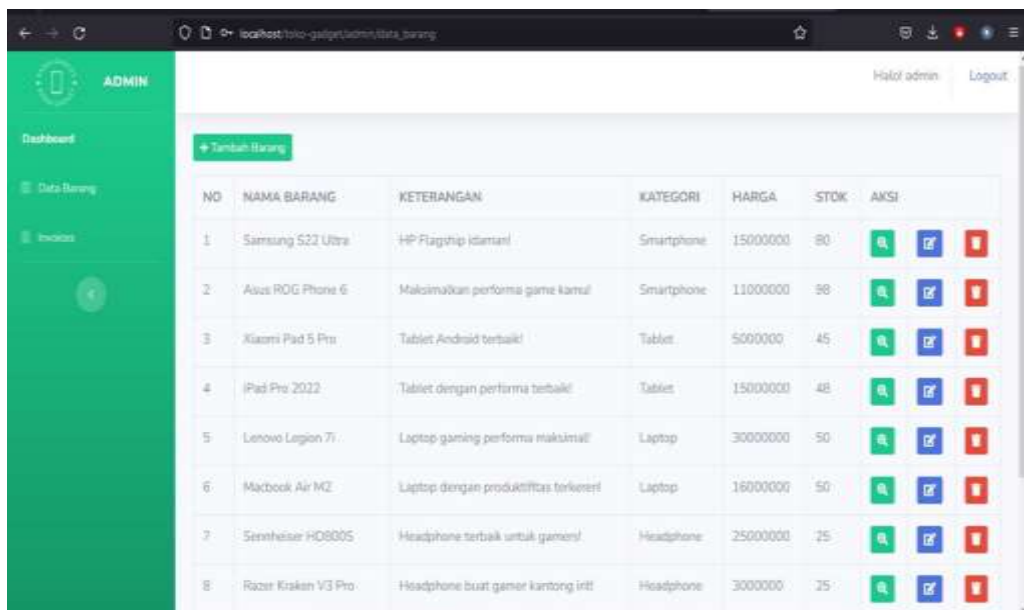 localhost/toko-gadget/admin/data_barang
ADMIN
Halo! admin Logout
Dashboard
+ Tambah Barang
Data Barang
Invoices
NO NAMA BARANG KETERANGAN KATEGORI HARGA STOK AKSI
1 Samsung S22 Ultra HP Flagship idaman! Smartphone 15000000 80
2 Asus ROG Phone 6 Maksimalkan performa game kamu! Smartphone 11000000 98
3 Xiaomi Pad 5 Pro Tablet Android terbaik! Tablet 5000000 45
4 iPad Pro 2022 Tablet dengan performa terbaik! Tablet 15000000 48
5 Lenovo Legion 7i Laptop gaming performa maksimal! Laptop 30000000 50
6 Macbook Air M2 Laptop dengan produktifitas terkeren! Laptop 16000000 50
7 Sennheiser HD800S Headphone terbaik untuk gamers! Headphone 25000000 25
8 Razer Kraken V3 Pro Headphone buat gamer kantong irit! Headphone 3000000 25